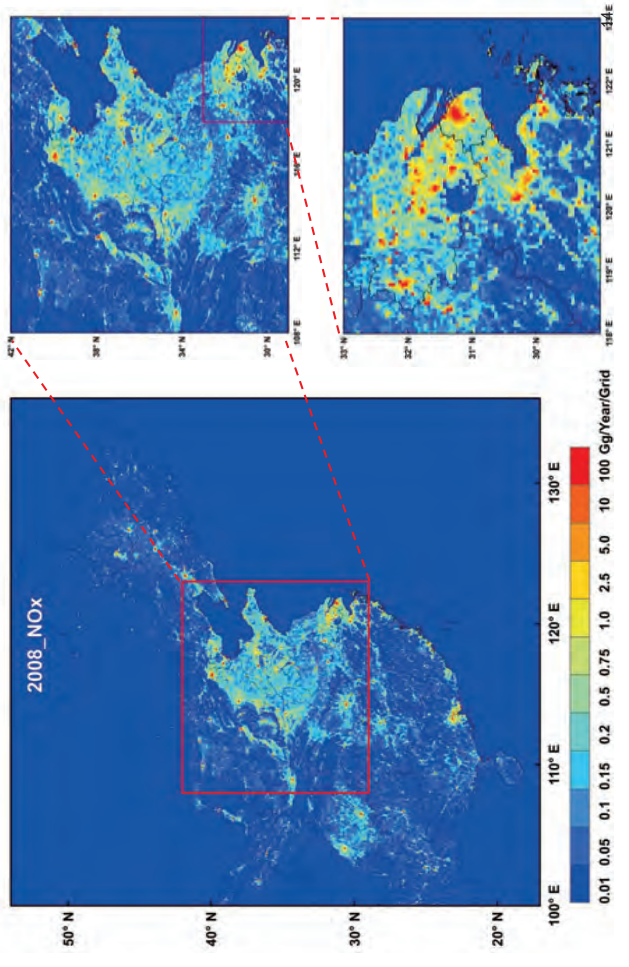 2008_NOx
50° N
40° N
30° N
20° N
100° E
110° E
120° E
130° E
0.01 0.05 0.1 0.15 0.2 0.5 0.75 1.0 2.5 5.0 10 100 Gg/Year/Grid
42° N
38° N
34° N
30° N
112° E
120° E
33° N
32° N
31° N
30° N
118° E
119° E
120° E
121° E
122° E